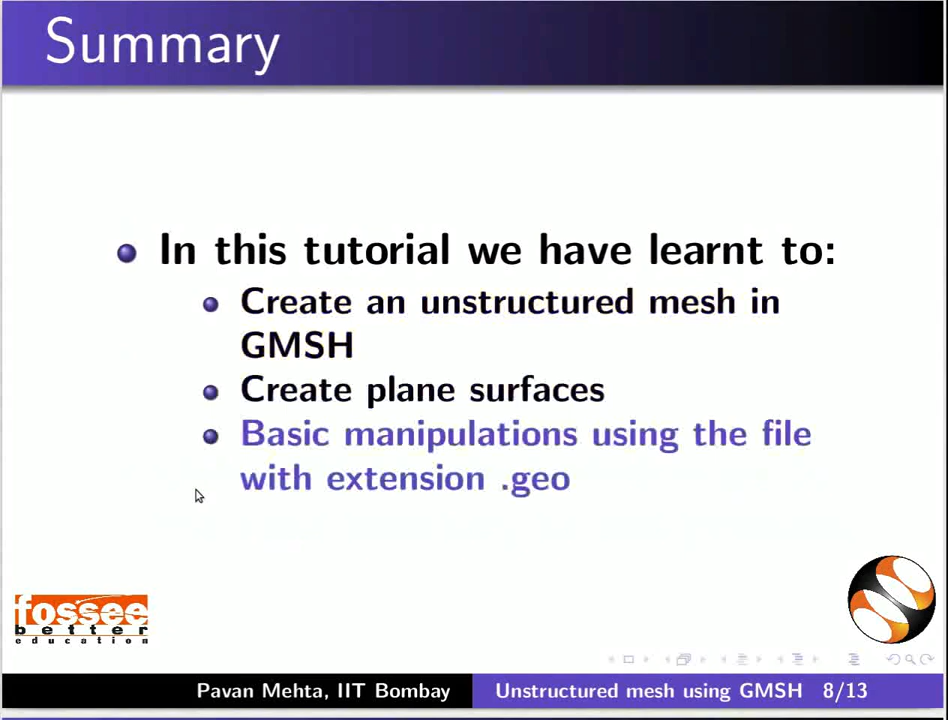 Summary
In this tutorial we have learnt to:
Create an unstructured mesh in
GMSH
Create plane surfaces
Basic manipulations using the file
with extension .geo
fossee
better
education
Pavan Mehta, IIT Bombay
Unstructured mesh using GMSH 8/13